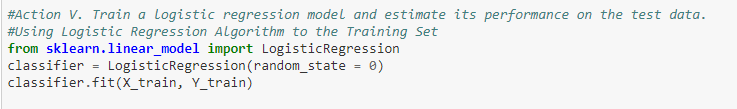 #Action V. Train a logistic regression model and estimate its performance on the test data.
#Using Logistic Regression Algorithm to the Training Set
from sklearn.linear_model import LogisticRegression
classifier = LogisticRegression(random_state = 0)
classifier.fit(X_train, Y_train)